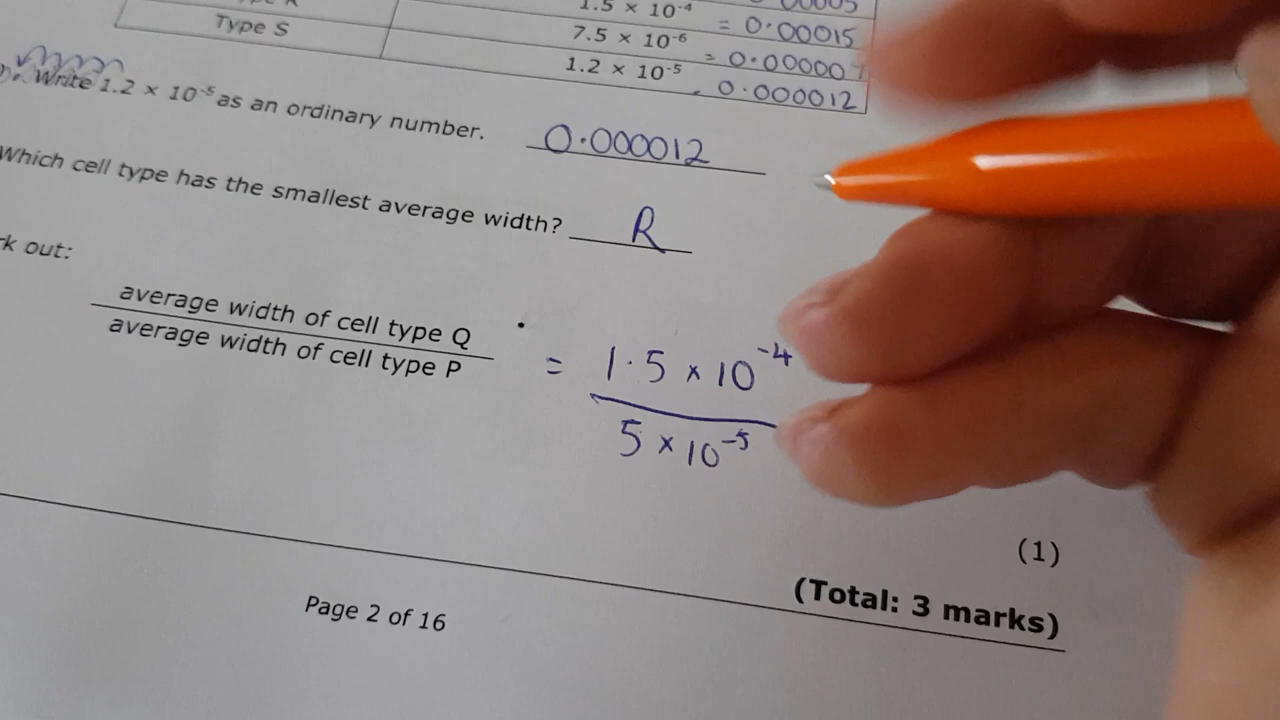 1.5 × 10⁻⁴ = 0.00015
Type S 7.5 × 10⁻⁶ = 0.000007
1.2 × 10⁻⁵ 0.000012
Write 1.2 × 10⁻⁵ as an ordinary number. 0.000012
Which cell type has the smallest average width? R
out:
average width of cell type Q
average width of cell type P
= 1.5 × 10⁻⁴
5 × 10⁻⁵
(1)
(Total: 3 marks)
Page 2 of 16